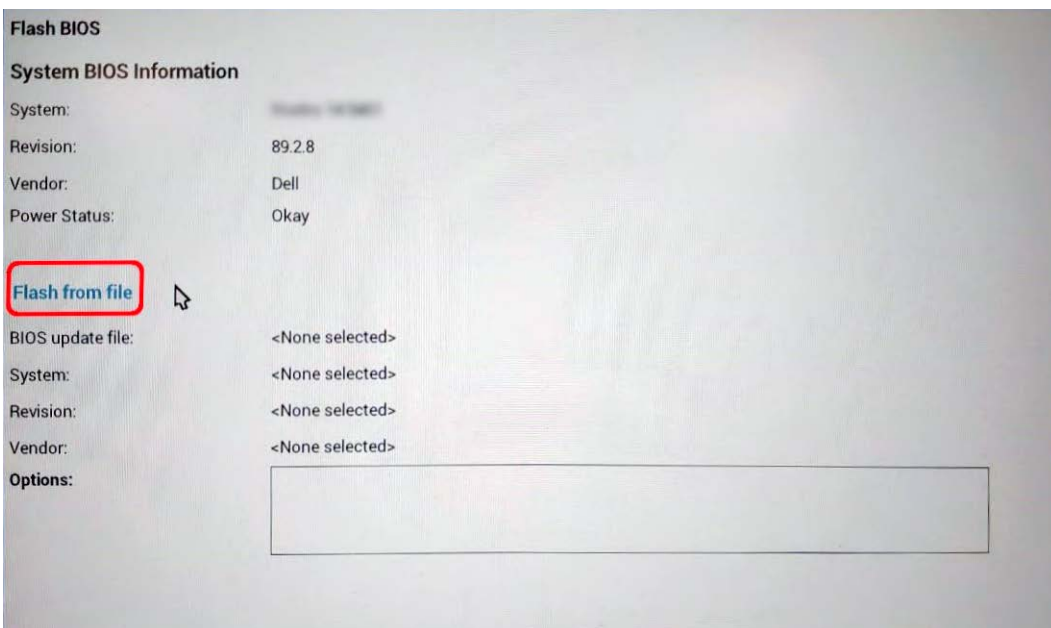 Flash BIOS
System BIOS Information
System:
Revision: 89.2.8
Vendor: Dell
Power Status: Okay
Flash from file
BIOS update file: <None selected>
System: <None selected>
Revision: <None selected>
Vendor: <None selected>
Options: